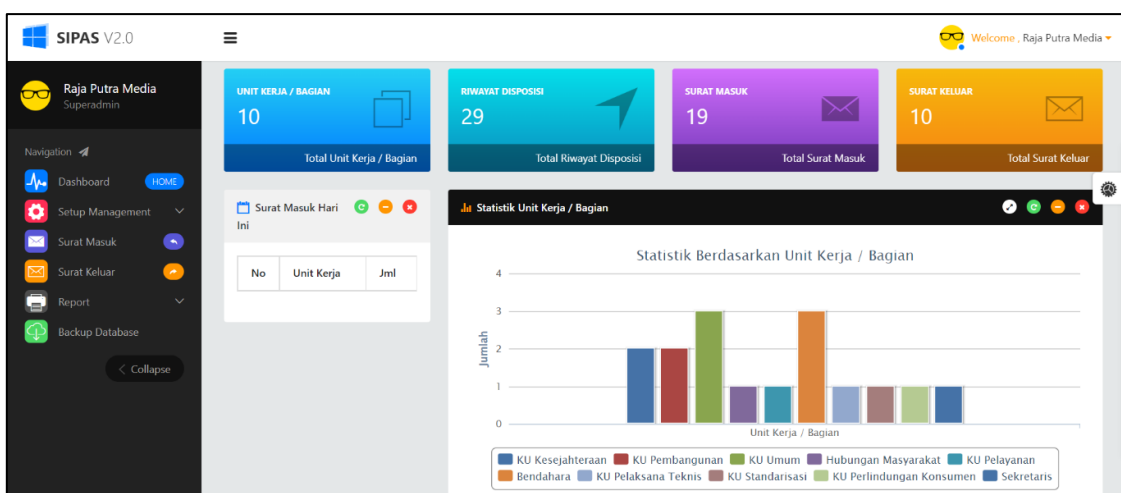 SIPAS V2.0
Welcome , Raja Putra Media
Raja Putra Media
Superadmin
Navigation
Dashboard HOME
Setup Management
Surat Masuk
Surat Keluar
Report
Backup Database
Collapse
UNIT KERJA / BAGIAN
10
Total Unit Kerja / Bagian
RIWAYAT DISPOSISI
29
Total Riwayat Disposisi
SURAT MASUK
19
Total Surat Masuk
SURAT KELUAR
10
Total Surat Keluar
Surat Masuk Hari
Ini
No Unit Kerja Jml
Statistik Unit Kerja / Bagian
Statistik Berdasarkan Unit Kerja / Bagian
Jumlah
4
3
2
1
0
Unit Kerja / Bagian
KU Kesejahteraan KU Pembangunan KU Umum Hubungan Masyarakat KU Pelayanan
Bendahara KU Pelaksana Teknis KU Standarisasi KU Perlindungan Konsumen Sekretaris